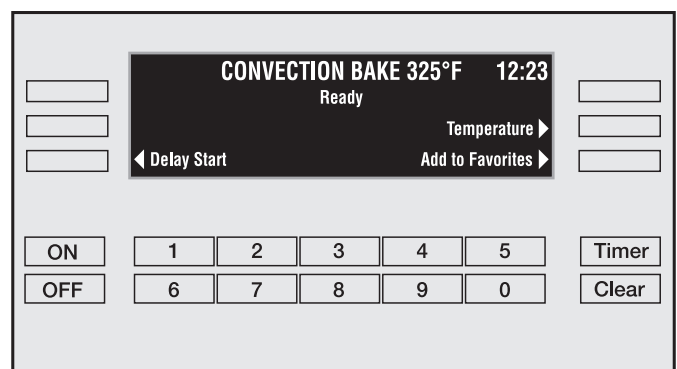 CONVECTION BAKE 325°F 12:23
Ready
Temperature
Delay Start Add to Favorites
ON 1 2 3 4 5 Timer
OFF 6 7 8 9 0 Clear